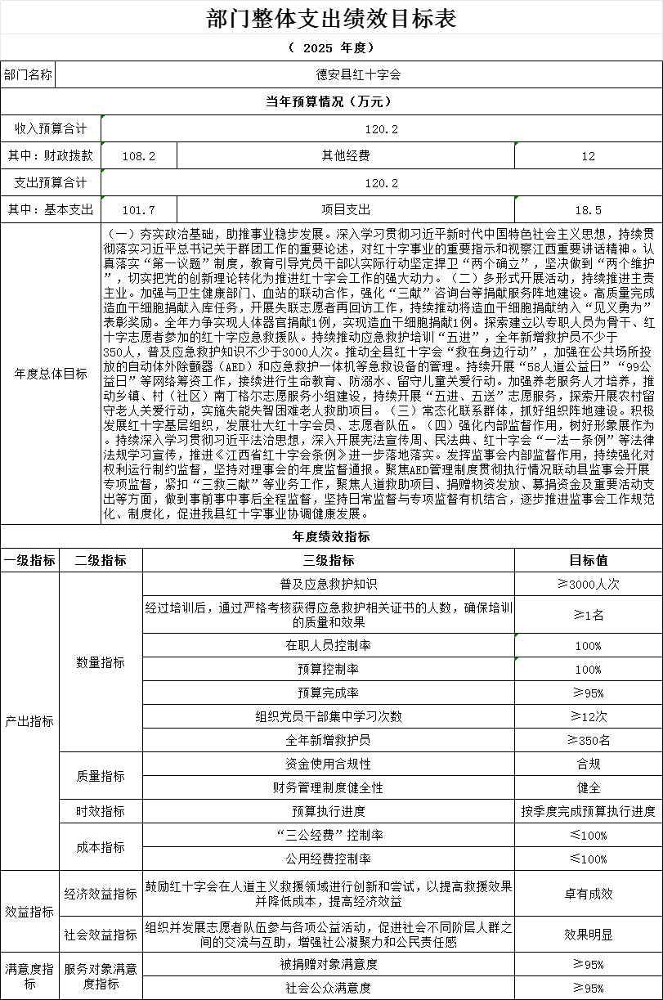 部门整体支出绩效目标表
（ 2025 年度）
部门名称 德安县红十字会
当年预算情况（万元）
收入预算合计 120.2
其中：财政拨款 108.2 其他经费 12
支出预算合计 120.2
其中：基本支出 101.7 项目支出 18.5
年度总体目标
（一）夯实政治基础，助推事业稳步发展。深入学习贯彻习近平新时代中国特色社会主义思想，持续贯
彻落实习近平总书记关于群团工作的重要论述，对红十字事业的重要指示和视察江西重要讲话精神。认
真落实“第一议题”制度，教育引导党员干部以实际行动坚定捍卫“两个确立”，坚决做到“两个维护
”，切实把党的创新理论转化为推进红十字会工作的强大动力。（二）多形式开展活动，持续推进主责
主业。加强与卫生健康部门、血站的联动合作，强化“三献”咨询台等捐献服务阵地建设。高质量完成
造血干细胞捐献入库任务，开展失联志愿者再回访工作，持续推动将造血干细胞捐献纳入“见义勇为”
表彰奖励。全年力争实现人体器官捐献1例，实现造血干细胞捐献1例。探索建立以专职人员为骨干、红
十字志愿者参加的红十字应急救援队。持续推动应急救护培训“五进”，全年新增救护员不少于
350人，普及应急救护知识不少于3000人次。推动全县红十字会“救在身边行动”，加强在公共场所投
放的自动体外除颤器（AED）和应急救护一体机等急救设备的管理。持续开展“58人道公益日”“99公
益日”等网络筹资工作，接续进行生命教育、防溺水、留守儿童关爱行动。加强养老服务人才培养，推
动乡镇、村（社区）南丁格尔志愿服务小组建设，持续开展“五进、五送”志愿服务，探索开展农村留
守老人关爱行动，实施失能失智困难老人救助项目。（三）常态化联系群体，抓好组织阵地建设。积极
发展红十字基层组织，发展壮大红十字会员、志愿者队伍。（四）强化内部监督作用，树好形象展作为
。持续深入学习贯彻习近平法治思想，深入开展宪法宣传周、民法典、红十字会“一法一条例”等法律
法规学习宣传，推进《江西省红十字会条例》进一步落地落实。发挥监事会内部监督作用，持续强化对
权利运行制约监督，坚持对理事会的年度监督通报。聚焦AED管理制度贯彻执行情况联动县监事会开展
专项监督，紧扣“三救三献”等业务工作，聚焦人道救助项目、捐赠物资发放、募捐资金及重要活动支
出等方面，做到事前事中事后全程监督，坚持日常监督与专项监督有机结合，逐步推进监事会工作规范
化、制度化，促进我县红十字事业协调健康发展。
年度绩效指标
一级指标 二级指标 三级指标 目标值
产出指标
数量指标
普及应急救护知识 ≥3000人次
经过培训后，通过严格考核获得应急救护相关证书的人数，确保培训
的质量和效果 ≥1名
在职人员控制率 100%
预算控制率 100%
预算完成率 ≥95%
组织党员干部集中学习次数 ≥12次
全年新增救护员 ≥350名
质量指标
资金使用合规性 合规
财务管理制度健全性 健全
时效指标 预算执行进度 按季度完成预算执行进度
成本指标
“三公经费”控制率 ≤100%
公用经费控制率 ≤100%
效益指标
经济效益指标
鼓励红十字会在人道主义救援领域进行创新和尝试，以提高救援效果
并降低成本，提高经济效益 卓有成效
社会效益指标
组织并发展志愿者队伍参与各项公益活动，促进社会不同阶层人群之
间的交流与互助，增强社公凝聚力和公民责任感 效果明显
满意度指
标
服务对象满意
度指标
被捐赠对象满意度 ≥95%
社会公众满意度 ≥95%